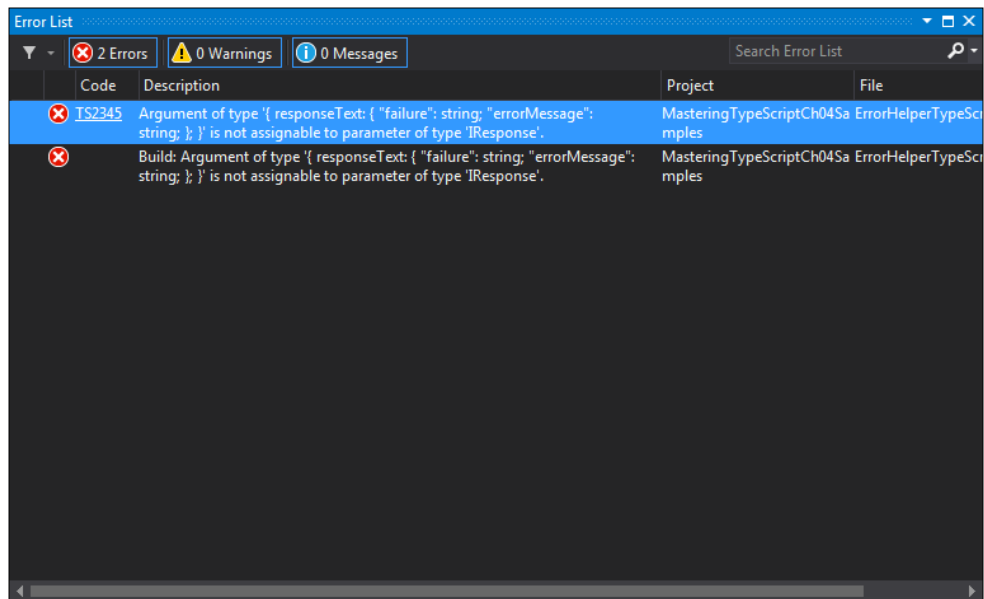 Error List
2 Errors 0 Warnings 0 Messages Search Error List
Code Description Project File
TS2345 Argument of type '{ responseText: { "failure": string; "errorMessage": MasteringTypeScriptCh04Sa ErrorHelperTypeScr
string; }; }' is not assignable to parameter of type 'IResponse'. mples
Build: Argument of type '{ responseText: { "failure": string; "errorMessage": MasteringTypeScriptCh04Sa ErrorHelperTypeScr
string; }; }' is not assignable to parameter of type 'IResponse'. mples